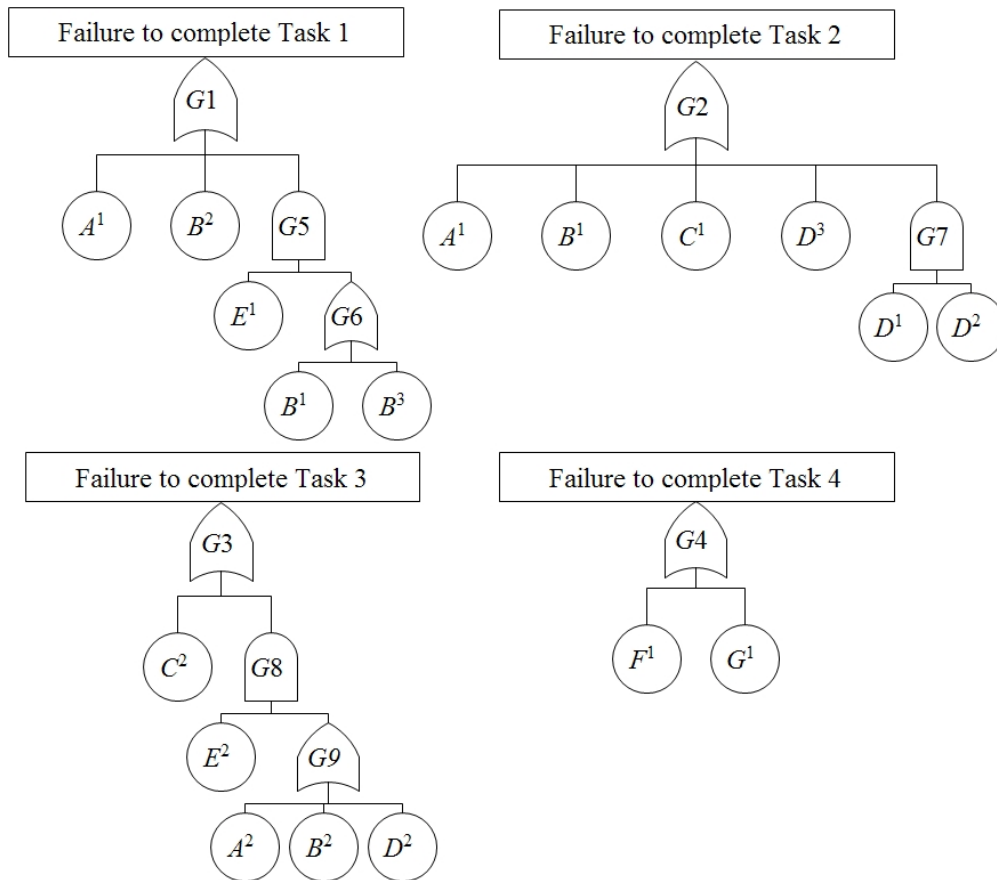 Failure to complete Task 1
G1
A¹ B² G5
E¹ G6
B¹ B³
Failure to complete Task 2
G2
A¹ B¹ C¹ D³ G7
D¹ D²
Failure to complete Task 3
G3
C² G8
E² G9
A² B² D²
Failure to complete Task 4
G4
F¹ G¹